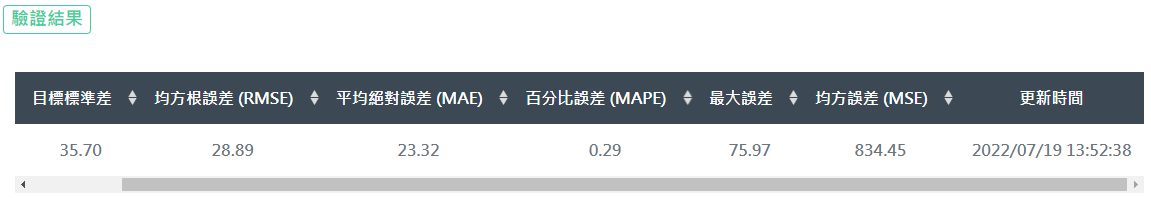 驗證結果
目標標準差 均方根誤差 (RMSE) 平均絕對誤差 (MAE) 百分比誤差 (MAPE) 最大誤差 均方誤差 (MSE) 更新時間
35.70 28.89 23.32 0.29 75.97 834.45 2022/07/19 13:52:38